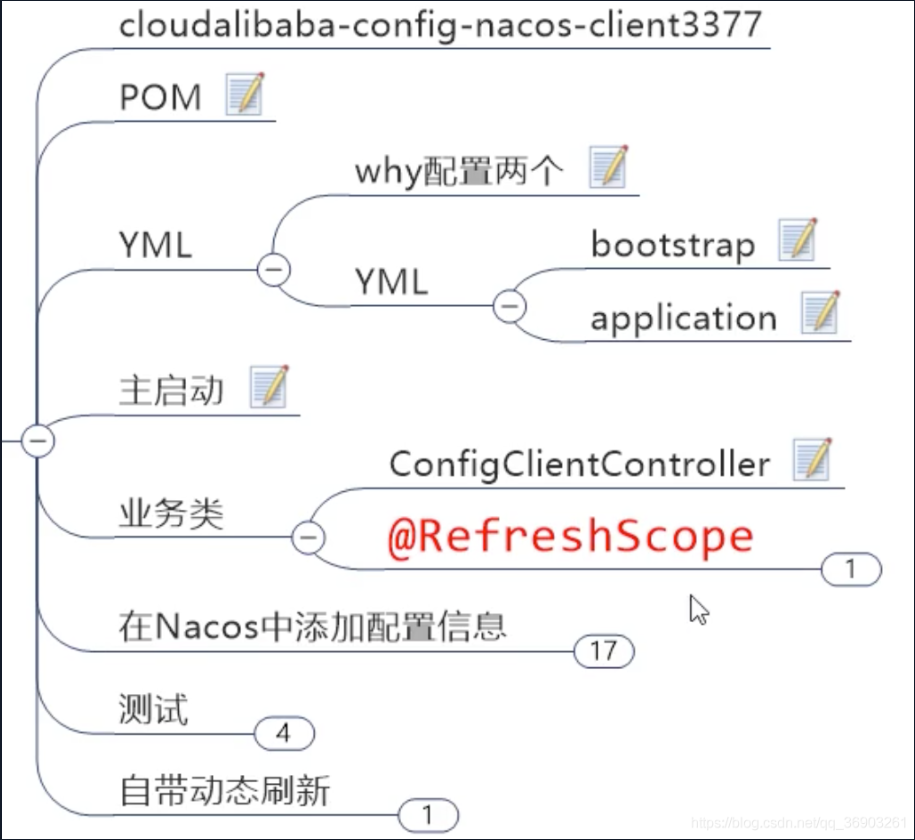 cloudalibaba-config-nacos-client3377
POM
why配置两个
YML
bootstrap
YML
application
主启动
ConfigClientController
业务类
@RefreshScope
1
在Nacos中添加配置信息
17
测试
4
自带动态刷新
1
https://blog.csdn.net/qq_36903261